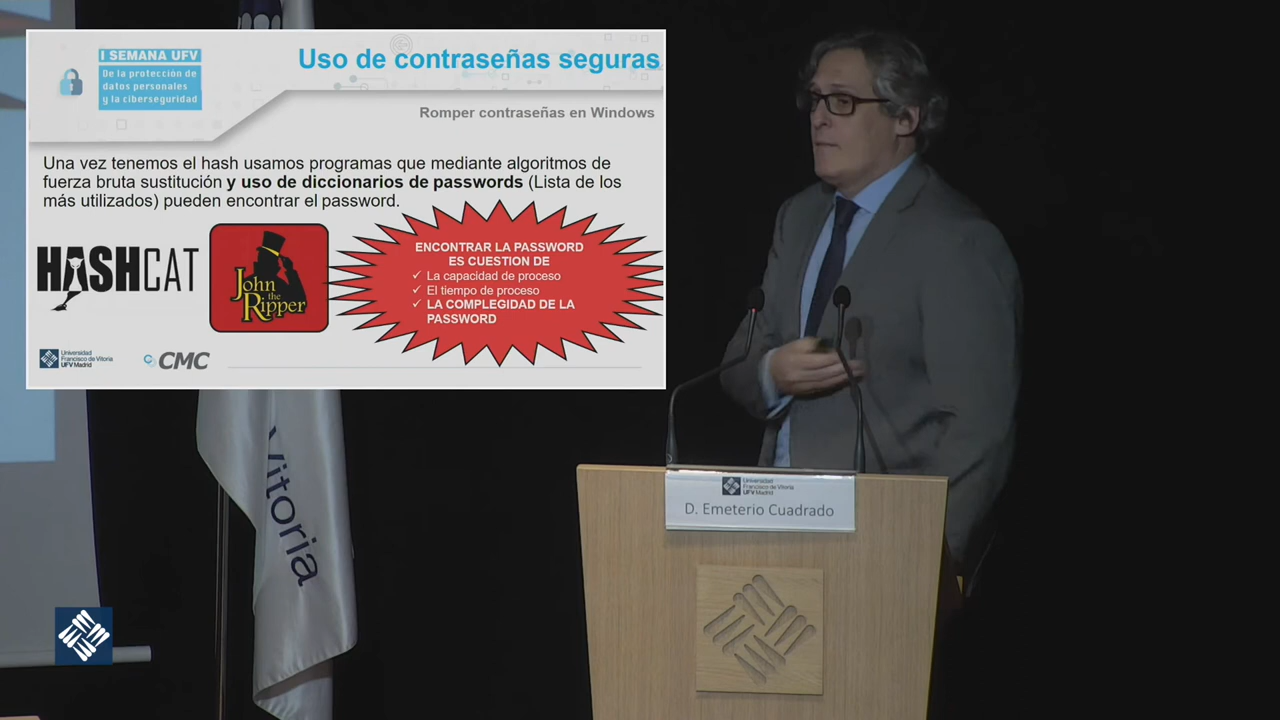 I SEMANA UFV
De la protección de
datos personales
y la ciberseguridad
Uso de contraseñas seguras
Romper contraseñas en Windows
Una vez tenemos el hash usamos programas que mediante algoritmos de
fuerza bruta sustitución y uso de diccionarios de passwords (Lista de los
más utilizados) pueden encontrar el password.
HASHCAT
John
the
Ripper
ENCONTRAR LA PASSWORD
ES CUESTION DE
✓ La capacidad de proceso
✓ El tiempo de proceso
✓ LA COMPLEGIDAD DE LA
PASSWORD
Universidad
Francisco de Vitoria
UFV Madrid
CMC
Vitoria
Universidad
Francisco de Vitoria
UFV Madrid
D. Emeterio Cuadrado